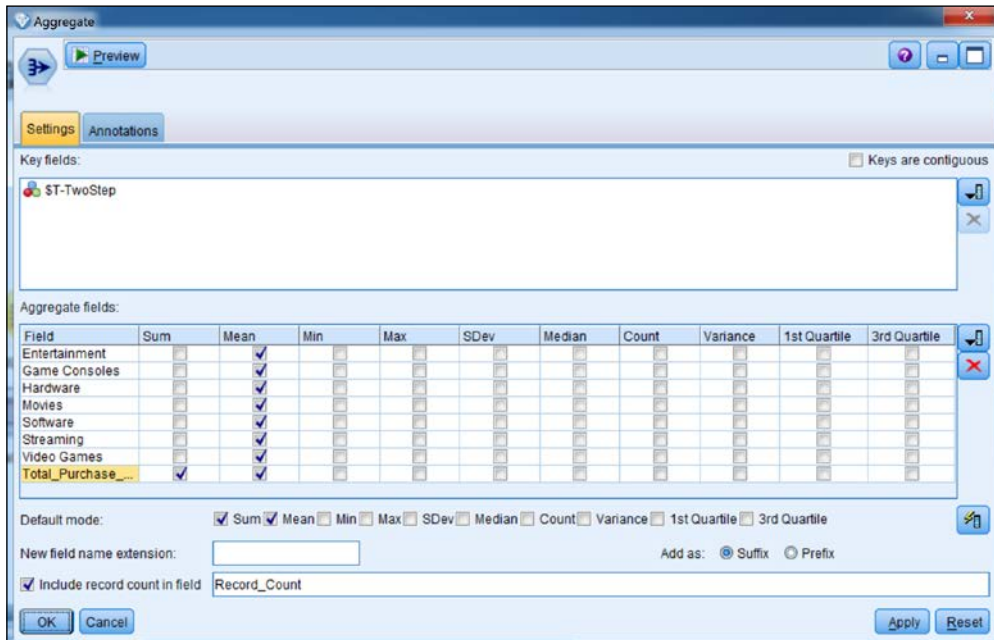 Aggregate
Preview
Settings Annotations
Key fields: Keys are contiguous
$T-TwoStep
Aggregate fields:
Field Sum Mean Min Max SDev Median Count Variance 1st Quartile 3rd Quartile
Entertainment
Game Consoles
Hardware
Movies
Software
Streaming
Video Games
Total_Purchase_...
Default mode: Sum Mean Min Max SDev Median Count Variance 1st Quartile 3rd Quartile
New field name extension: Add as: Suffix Prefix
Include record count in field Record_Count
OK Cancel Apply Reset